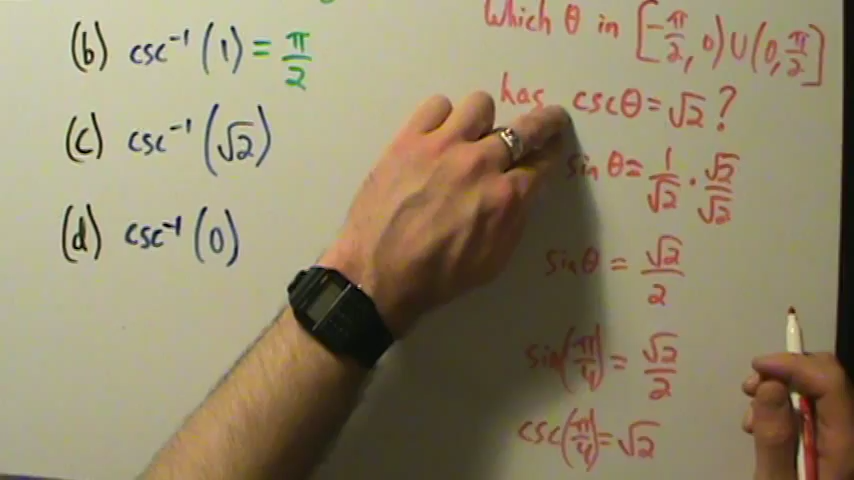 (b) csc⁻¹(1) = π/2
(c) csc⁻¹(√2)
(d) csc⁻¹(0)
Which θ in [-π/2, 0) ∪ (0, π/2]
has cscθ = √2?
sin θ = 1/√2 · √2/√2
sinθ = √2/2
sin(π/4) = √2/2
csc(π/4) = √2